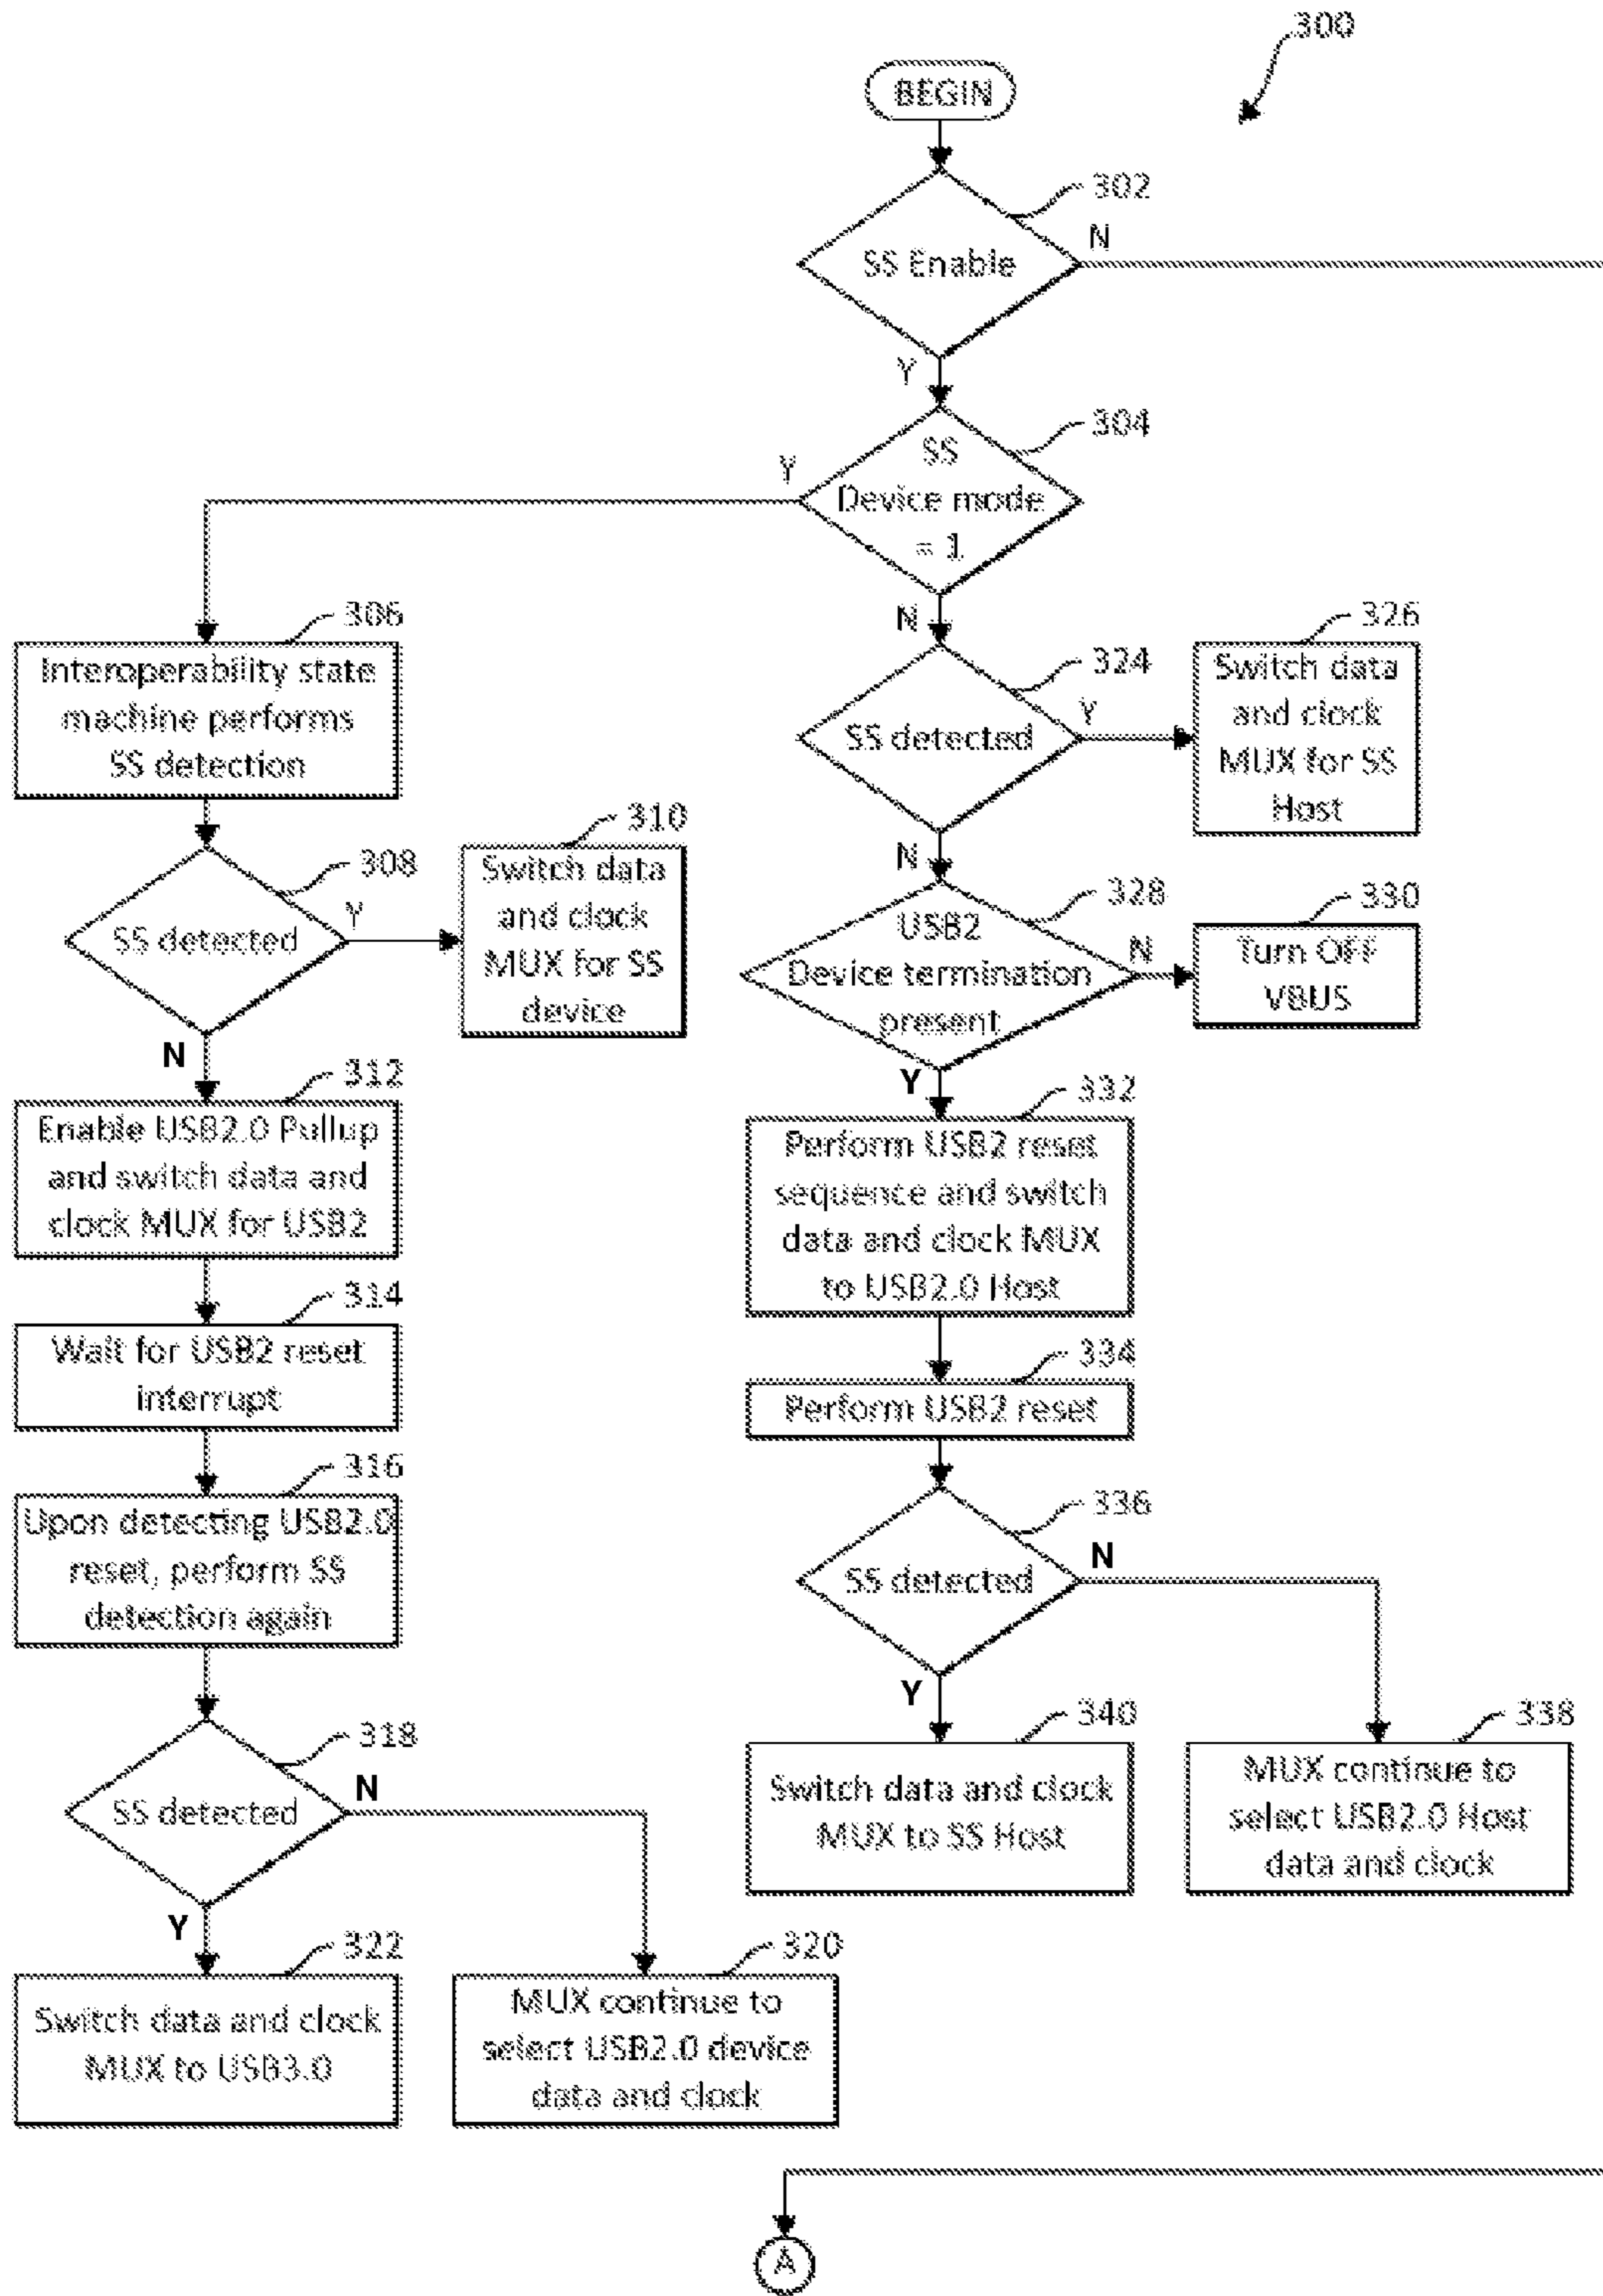 300
BEGIN
302
SS Enable
N
Y
304
SS
Device mode
= 1
Y
N
306
Interoperability state
machine performs
SS detection
324
SS detected
Y
N
326
Switch data
and clock
MUX for SS
Host
308
SS detected
Y
N
310
Switch data
and clock
MUX for SS
device
328
USB2
Device termination
present
N
Y
330
Turn OFF
VBUS
312
Enable USB2.0 Pullup
and switch data and
clock MUX for USB2
332
Perform USB2 reset
sequence and switch
data and clock MUX
to USB2.0 Host
314
Wait for USB2 reset
interrupt
334
Perform USB2 reset
316
Upon detecting USB2.0
reset, perform SS
detection again
336
SS detected
N
Y
318
SS detected
N
Y
340
Switch data and clock
MUX to SS Host
338
MUX continue to
select USB2.0 Host
data and clock
322
Switch data and clock
MUX to USB3.0
320
MUX continue to
select USB2.0 device
data and clock
A